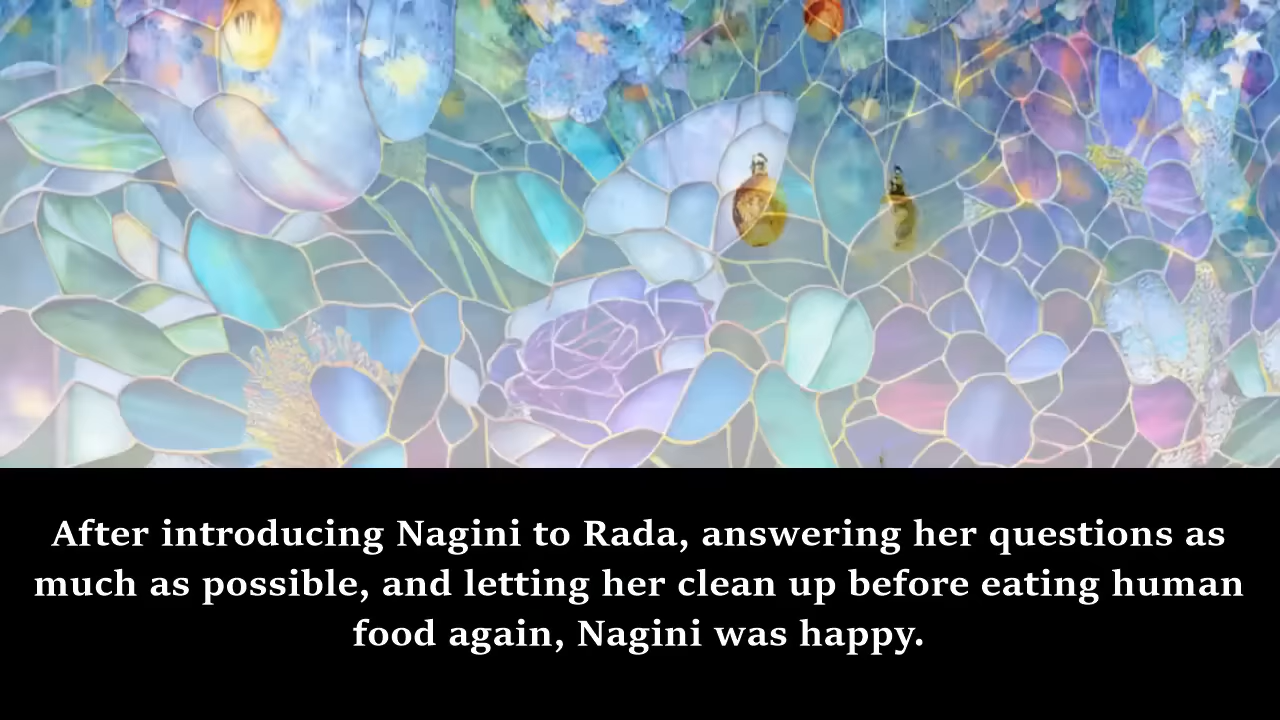 After introducing Nagini to Rada, answering her questions as
much as possible, and letting her clean up before eating human
food again, Nagini was happy.